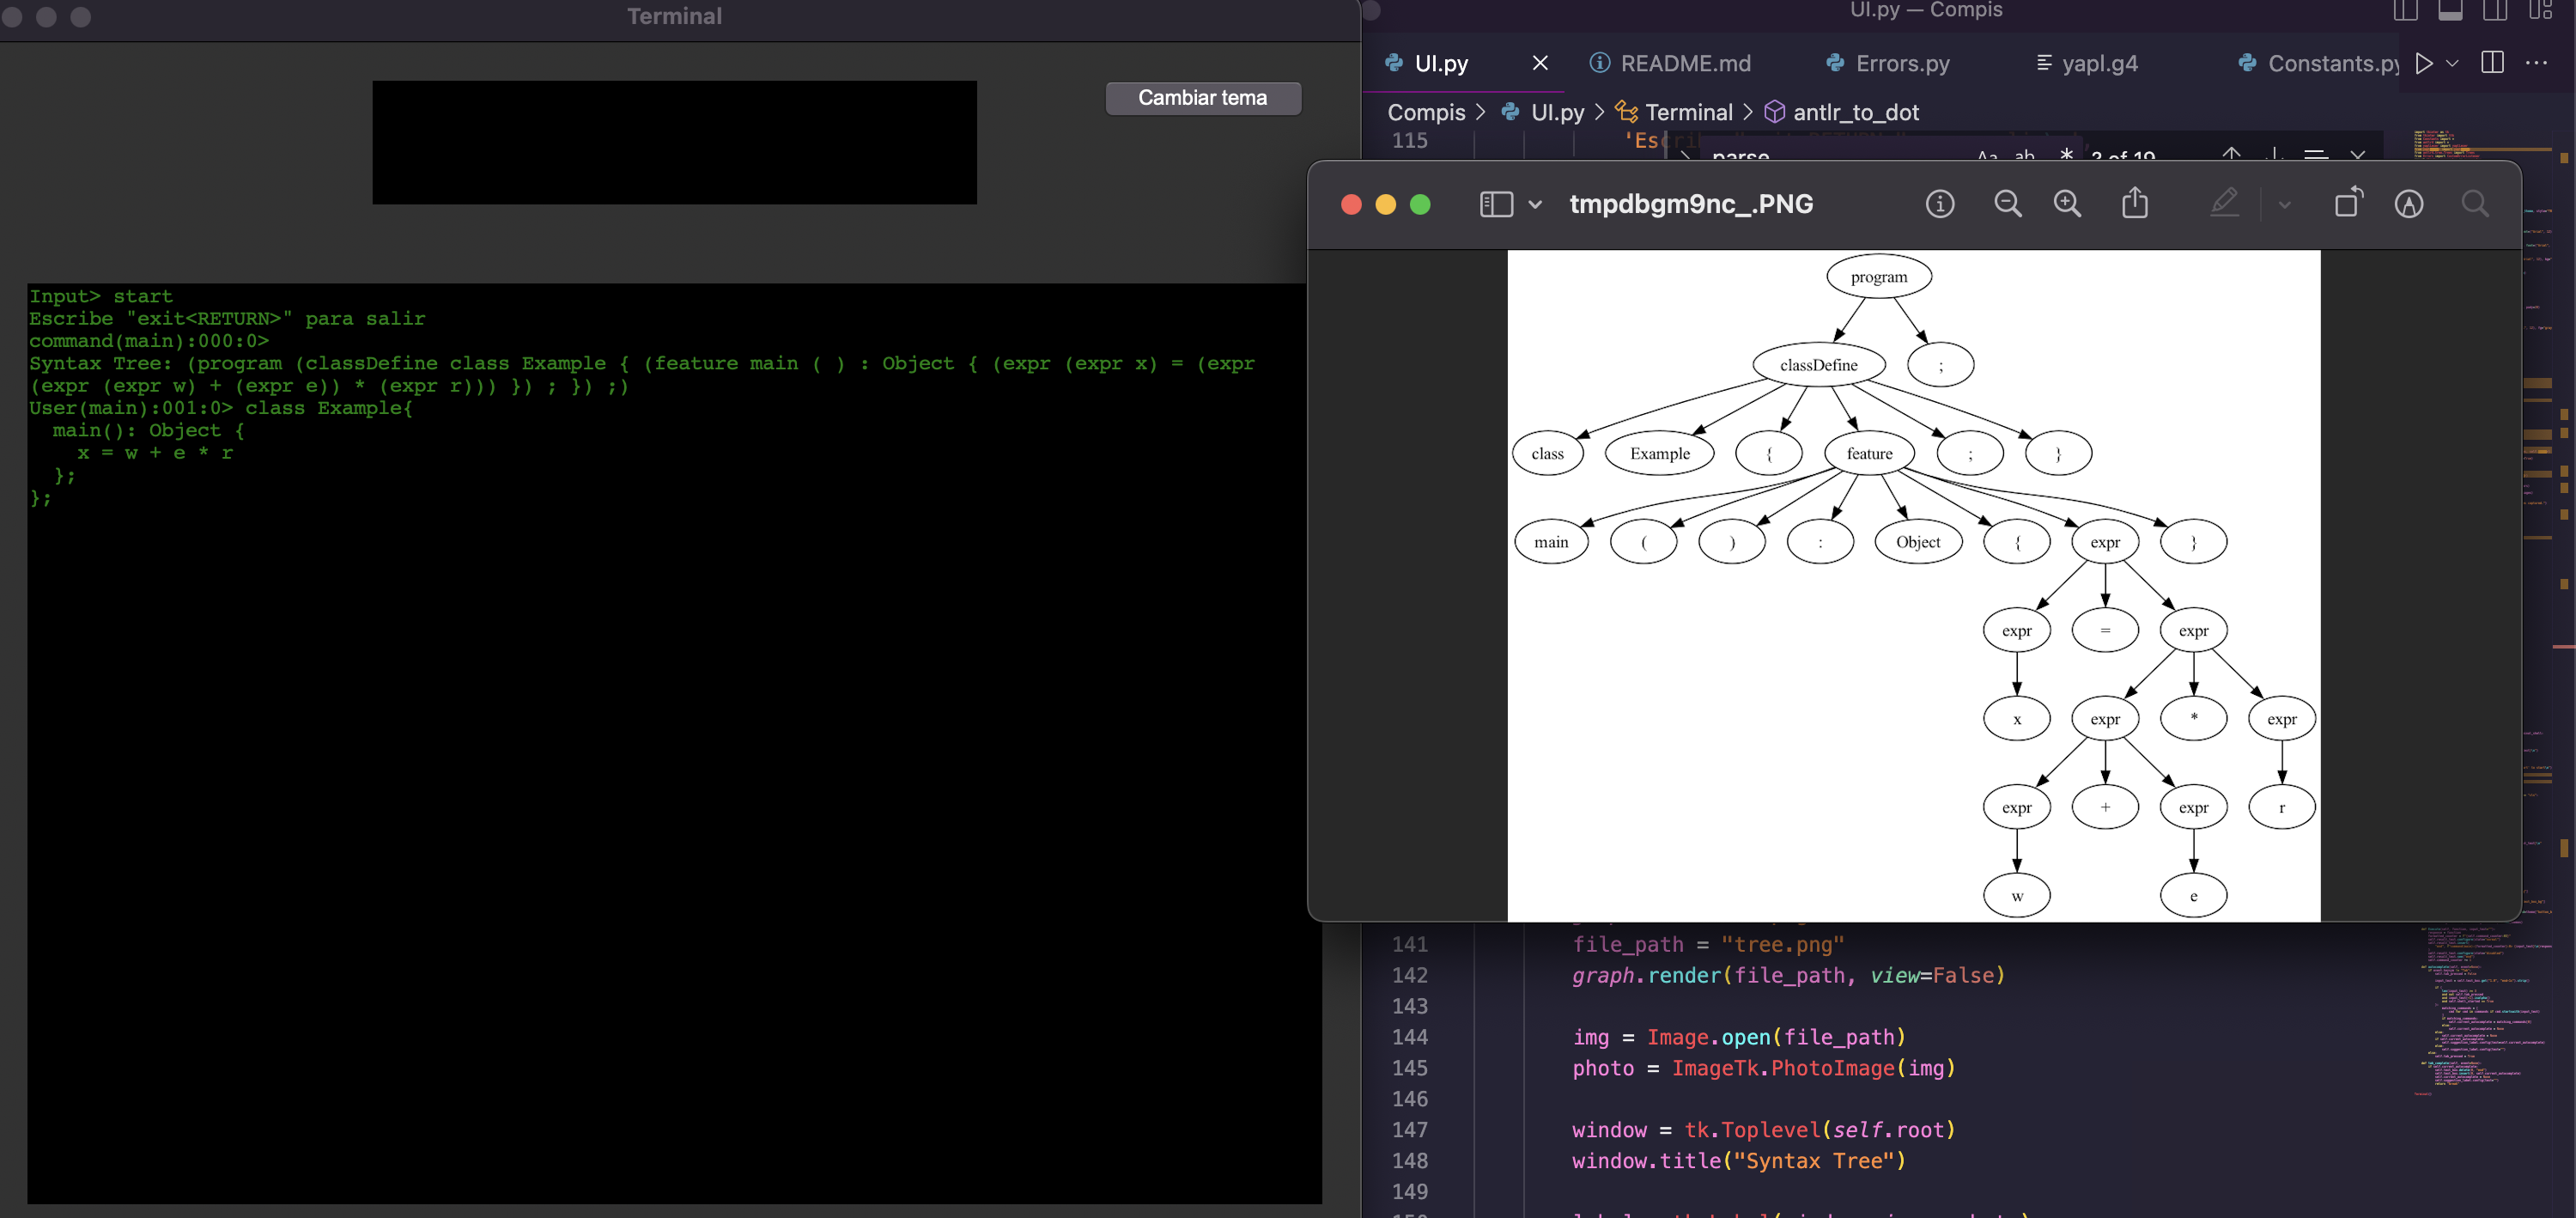 Terminal
Cambiar tema
Input> start
Escribe "exit<RETURN>" para salir
command(main):000:0>
Syntax Tree: (program (classDefine class Example { (feature main ( ) : Object { (expr (expr x) = (expr
(expr (expr w) + (expr e)) * (expr r))) }) ; }) ;)
User(main):001:0> class Example{
main(): Object {
x = w + e * r
};
};
UI.py — Compis
UI.py README.md Errors.py yapl.g4 Constants.py
Compis > UI.py > Terminal > antlr_to_dot
115 'Esc
parse Aa ab * 2 of 19
tmpdbgm9nc_.PNG
program
classDefine ;
class Example { feature ; }
main ( ) : Object { expr }
expr = expr
x expr * expr
expr + expr r
w e
141 file_path = "tree.png"
142 graph.render(file_path, view=False)
143
144 img = Image.open(file_path)
145 photo = ImageTk.PhotoImage(img)
146
147 window = tk.Toplevel(self.root)
148 window.title("Syntax Tree")
149